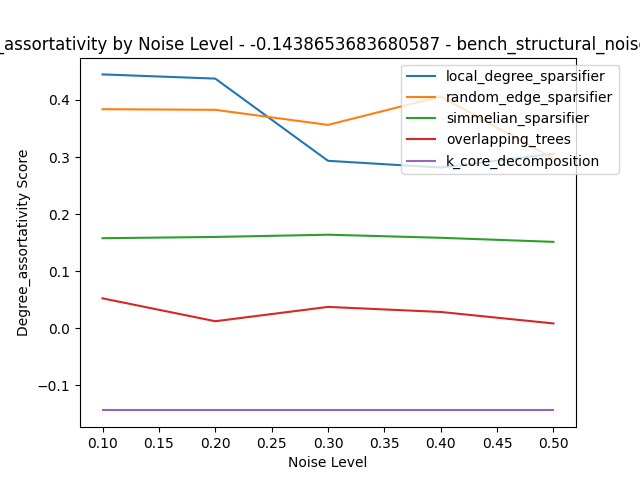 _assortativity by Noise Level - -0.1438653683680587 - bench_structural_nois
local_degree_sparsifier
random_edge_sparsifier
simmelian_sparsifier
overlapping_trees
k_core_decomposition
Degree_assortativity Score
0.4
0.3
0.2
0.1
0.0
−0.1
0.10 0.15 0.20 0.25 0.30 0.35 0.40 0.45 0.50
Noise Level